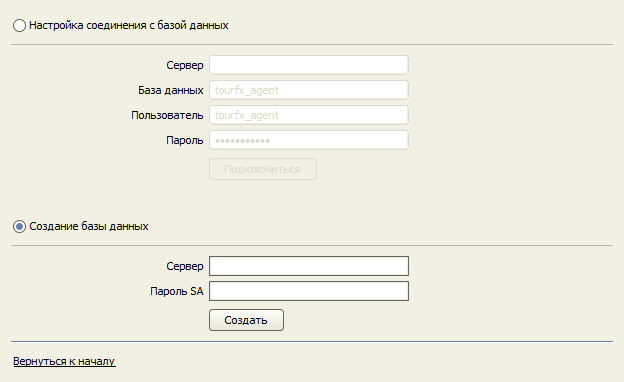 Настройка соединения с базой данных
Сервер
База данных tourfx_agent
Пользователь tourfx_agent
Пароль •••••••••••
Подключиться
Создание базы данных
Сервер
Пароль SA
Создать
Вернуться к началу